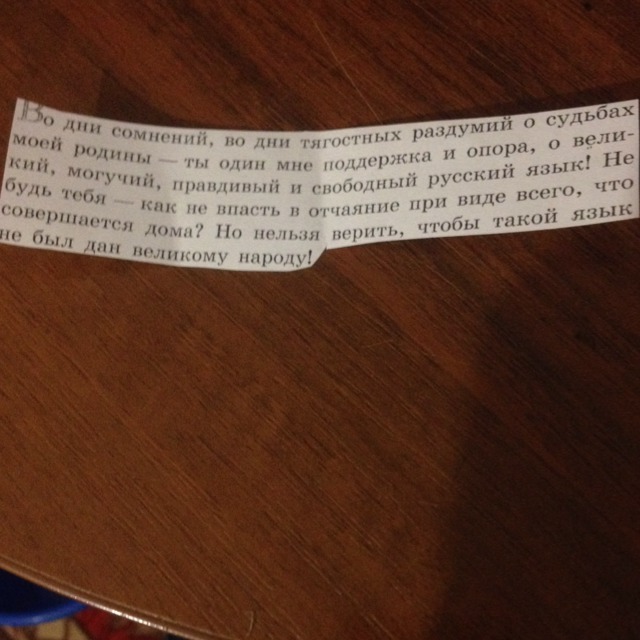 Во дни сомнений, во дни тягостных раздумий о судьбах
моей родины — ты один мне поддержка и опора, о вели-
кий, могучий, правдивый и свободный русский язык! Не
будь тебя — как не впасть в отчаяние при виде всего, что
совершается дома? Но нельзя верить, чтобы такой язык
не был дан великому народу!